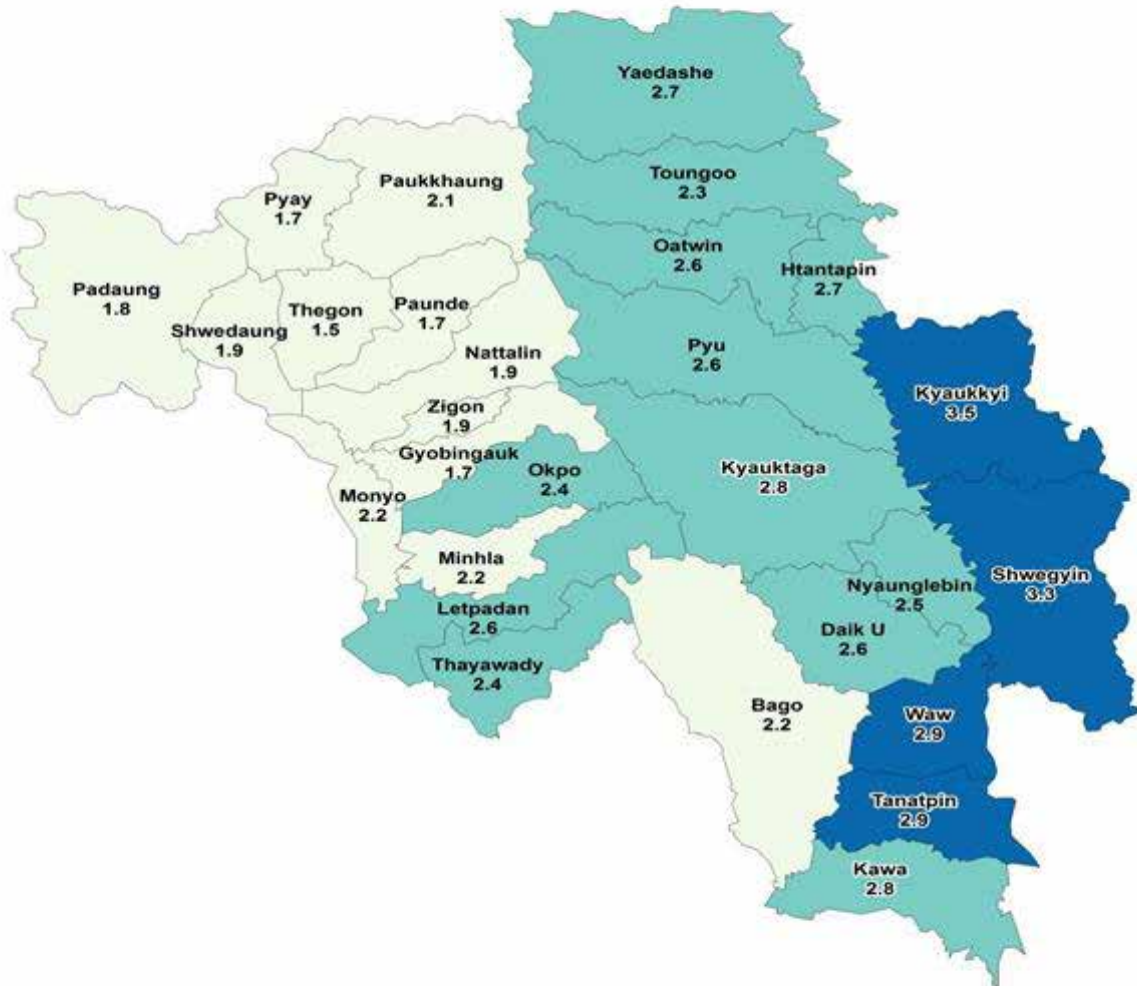 Yaedashe
2.7
Toungoo
2.3
Paukkhaung
2.1
Pyay
1.7
Oatwin
2.6
Htantapin
2.7
Padaung
1.8
Shwedaung
1.9
Thegon
1.5
Paunde
1.7
Nattalin
1.9
Pyu
2.6
Kyaukkyi
3.5
Zigon
1.9
Gyobingauk
1.7
Okpo
2.4
Kyauktaga
2.8
Monyo
2.2
Minhla
2.2
Shwegyin
3.3
Nyaunglebin
2.5
Letpadan
2.6
Daik U
2.6
Thayawady
2.4
Bago
2.2
Waw
2.9
Tanatpin
2.9
Kawa
2.8